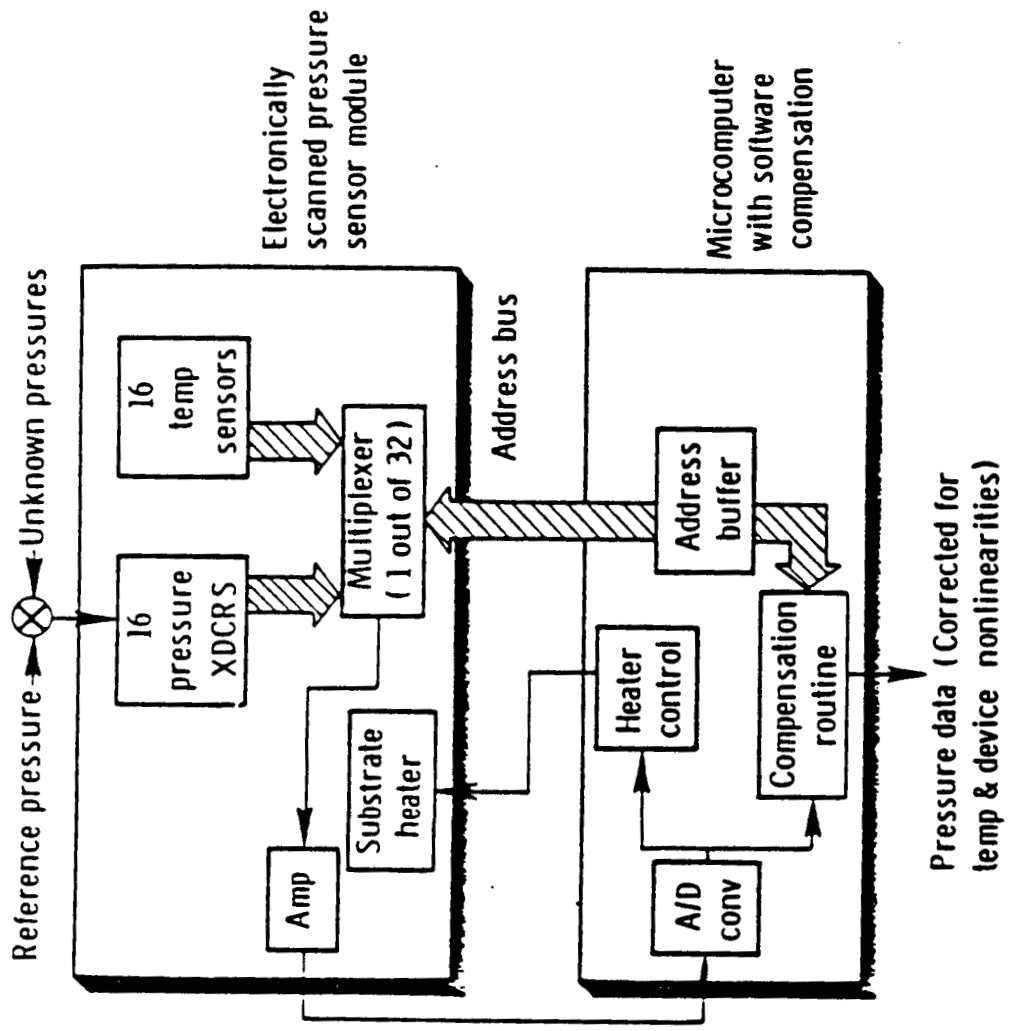 Reference pressure
Unknown pressures
16
pressure
XDCRS
16
temp
sensors
Multiplexer
(1 out of 32)
Amp
Substrate
heater
Electronically
scanned pressure
sensor module
Address bus
A/D
conv
Heater
control
Address
buffer
Compensation
routine
Microcomputer
with software
compensation
Pressure data (Corrected for
temp & device nonlinearities)